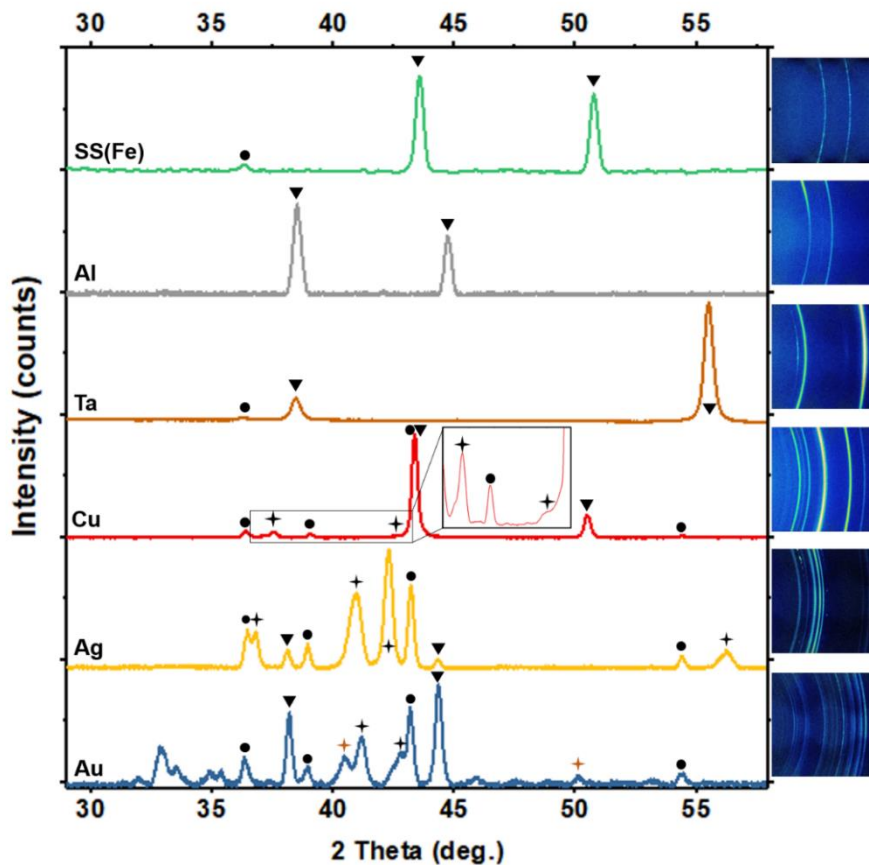 30 35 40 45 50 55
SS(Fe)
Al
Ta
Cu
Ag
Au
30 35 40 45 50 55
2 Theta (deg.)
Intensity (counts)